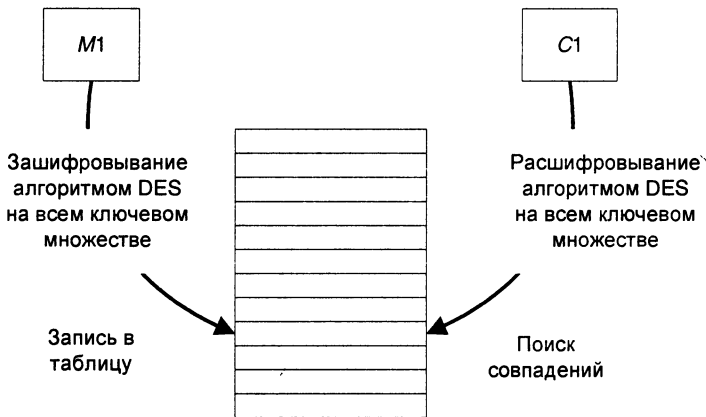 M1
C1
Зашифровывание
алгоритмом DES
на всем ключевом
множестве
Расшифровывание
алгоритмом DES
на всем ключевом
множестве
Запись в
таблицу
Поиск
совпадений